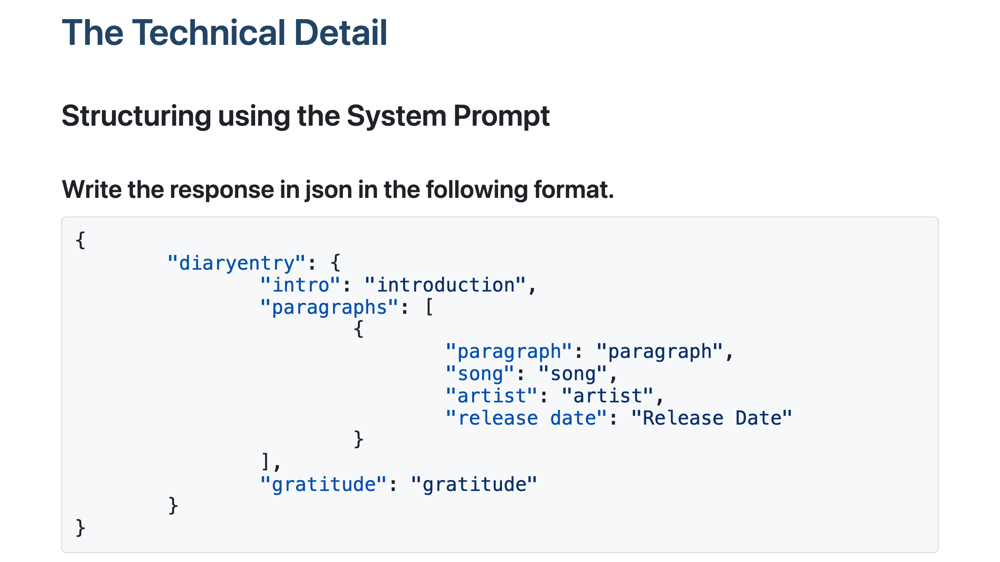 The Technical Detail
Structuring using the System Prompt
Write the response in json in the following format.
{
        "diaryentry": {
                "intro": "introduction",
                "paragraphs": [
                        {
                                "paragraph": "paragraph",
                                "song": "song",
                                "artist": "artist",
                                "release date": "Release Date"
                        }
                ],
                "gratitude": "gratitude"
        }
}